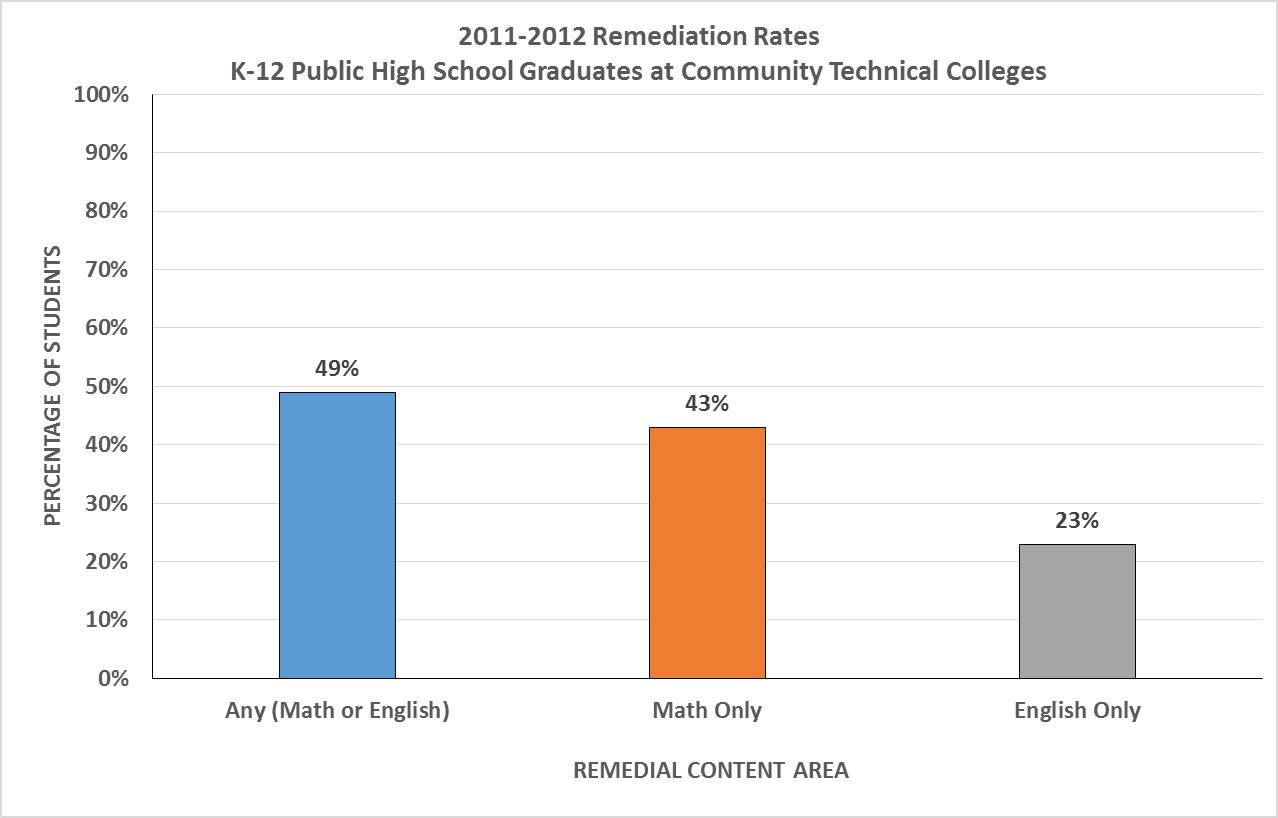 2011-2012 Remediation Rates
K-12 Public High School Graduates at Community Technical Colleges
100%
90%
80%
70%
60%
50%
40%
30%
20%
10%
0%
PERCENTAGE OF STUDENTS
49%
43%
23%
Any (Math or English)
Math Only
English Only
REMEDIAL CONTENT AREA